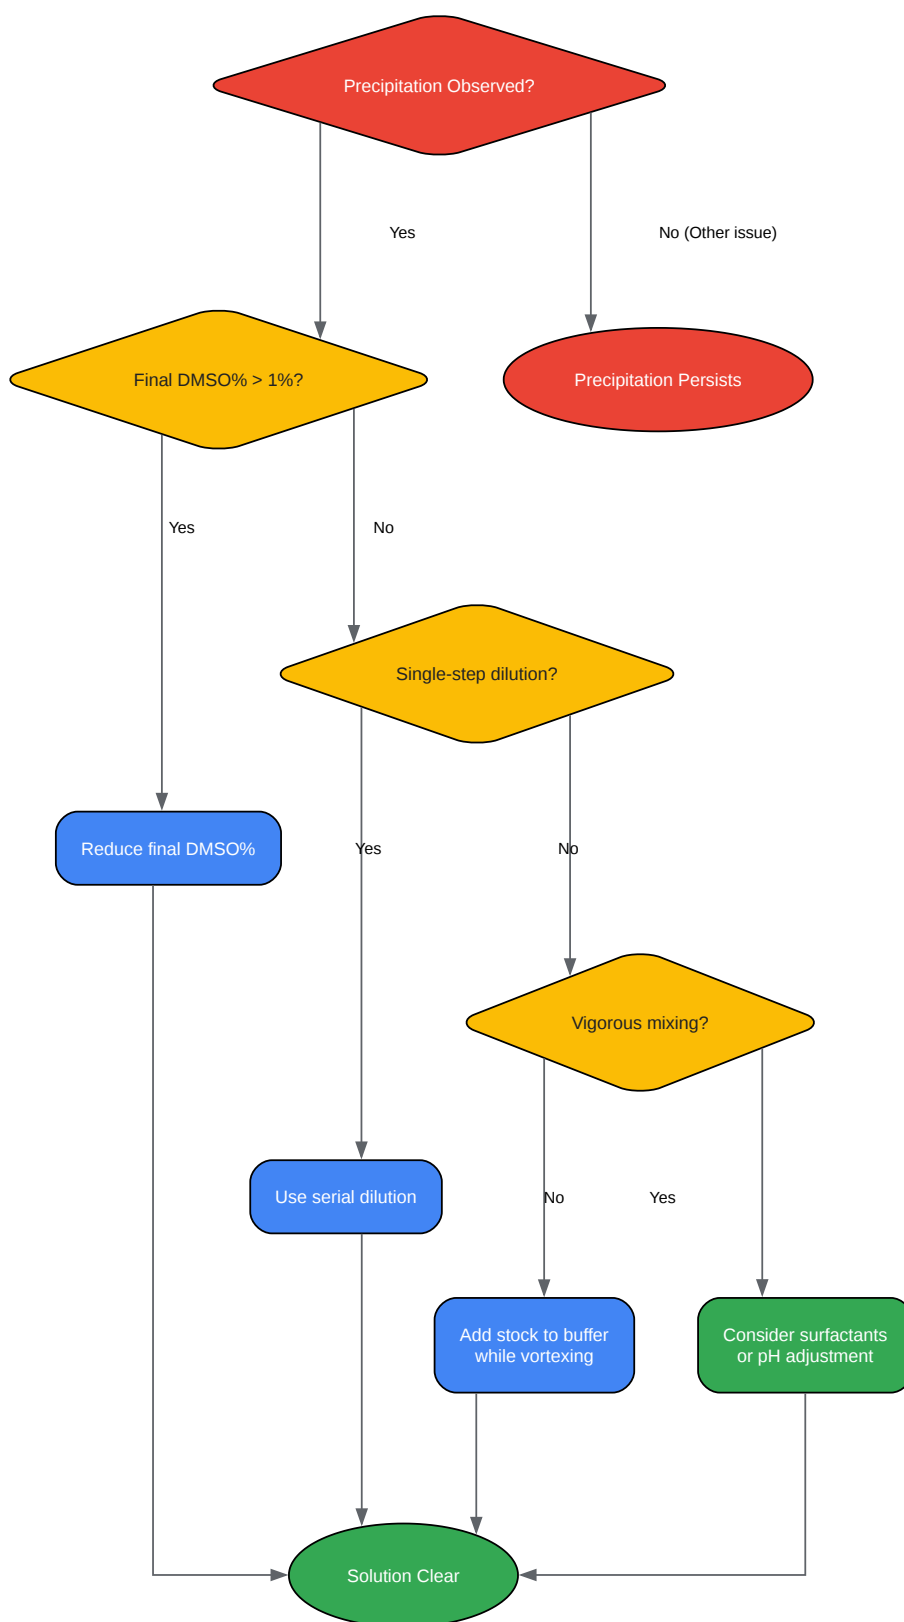 Precipitation Observed?
Yes
No (Other issue)
Final DMSO% > 1%?
Precipitation Persists
Yes
No
Single-step dilution?
Reduce final DMSO%
Yes
No
Vigorous mixing?
Use serial dilution
No
Yes
Add stock to buffer
while vortexing
Consider surfactants
or pH adjustment
Solution Clear